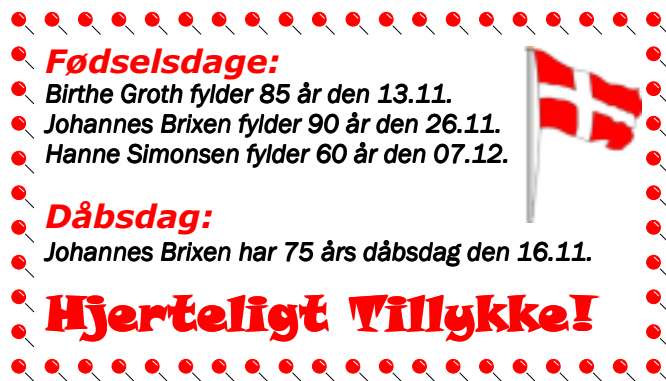 Fødselsdage:
Birthe Groth fylder 85 år den 13.11.
Johannes Brixen fylder 90 år den 26.11.
Hanne Simonsen fylder 60 år den 07.12.
Dåbsdag:
Johannes Brixen har 75 års dåbsdag den 16.11.
Hjerteligt Tillykke!